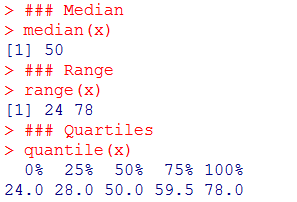 > ### Median
> median(x)
[1] 50
> ### Range
> range(x)
[1] 24 78
> ### Quartiles
> quantile(x)
  0%  25%  50%  75% 100%
24.0 28.0 50.0 59.5 78.0